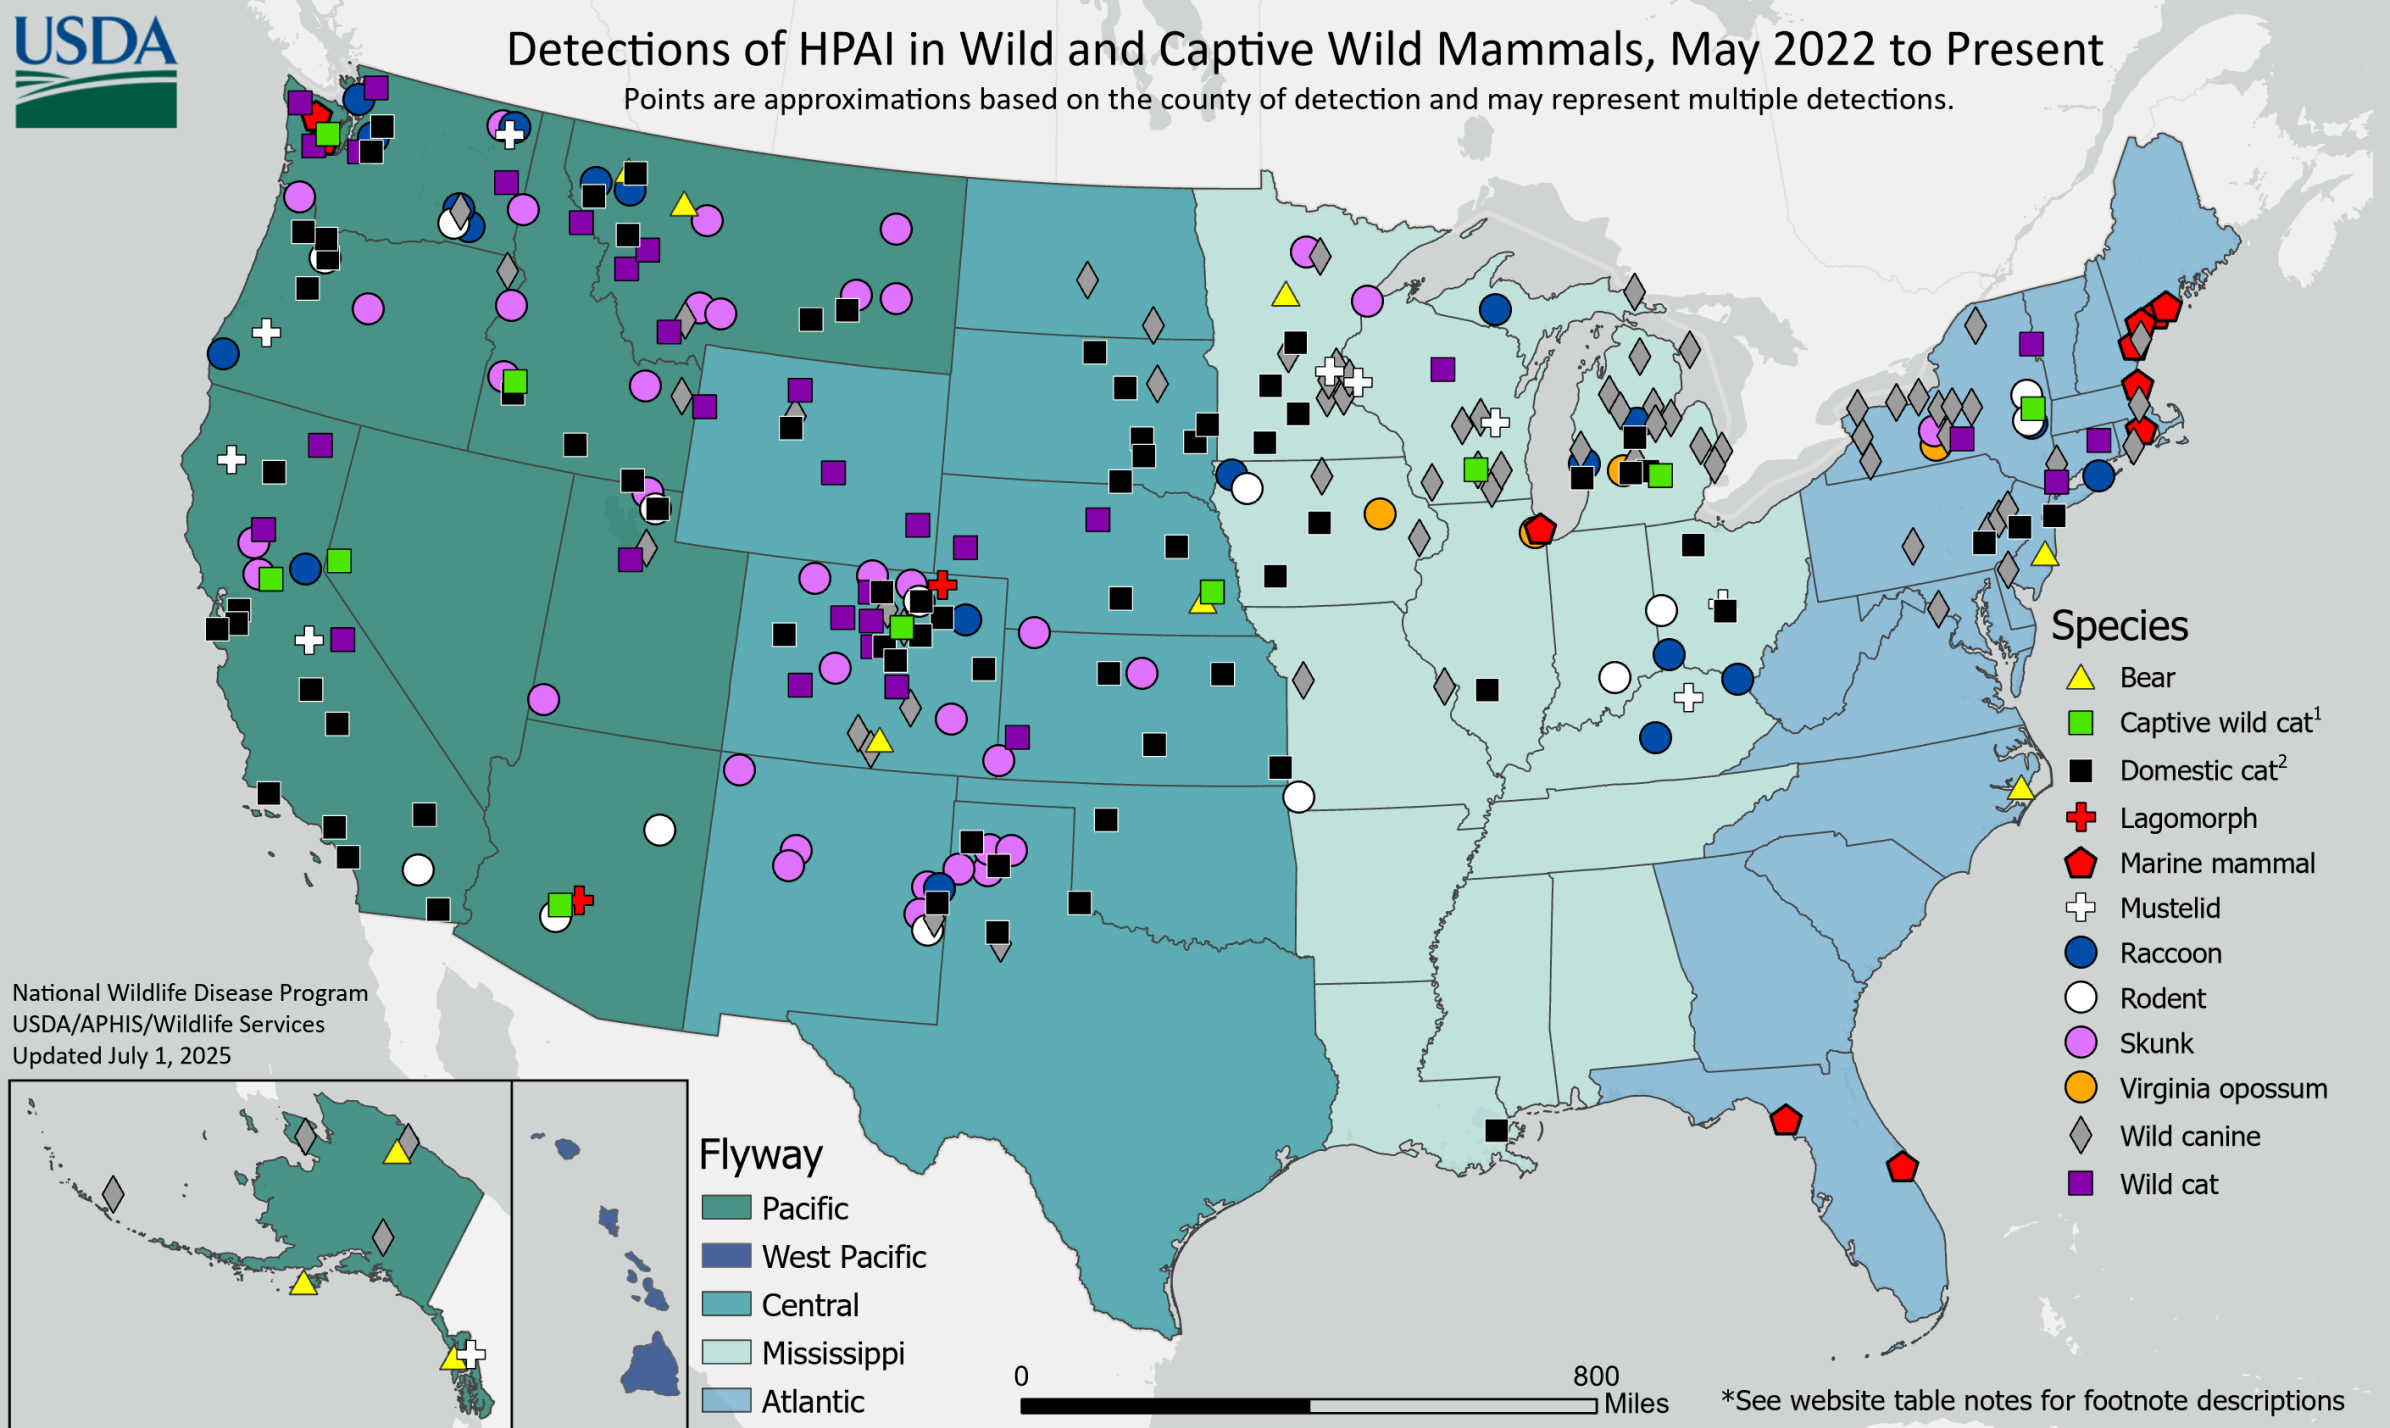 USDA
Detections of HPAI in Wild and Captive Wild Mammals, May 2022 to Present
Points are approximations based on the county of detection and may represent multiple detections.
Species
Bear
Captive wild cat1
Domestic cat2
Lagomorph
Marine mammal
Mustelid
Raccoon
Rodent
Skunk
Virginia opossum
Wild canine
Wild cat
National Wildlife Disease Program
USDA/APHIS/Wildlife Services
Updated July 1, 2025
Flyway
Pacific
West Pacific
Central
Mississippi
Atlantic
0 800
Miles
*See website table notes for footnote descriptions